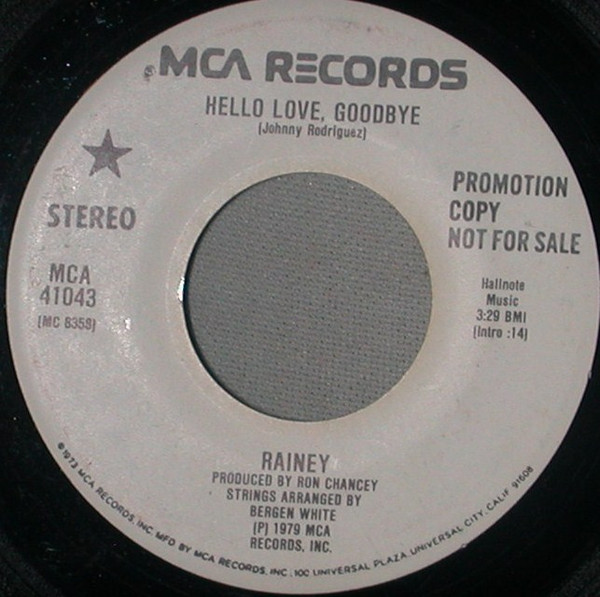 MCA RECORDS
HELLO LOVE, GOODBYE
(Johnny Rodriguez)
STEREO
MCA
41043
(MC 8359)
PROMOTION
COPY
NOT FOR SALE
Hallnote
Music
3:29 BMI
(Intro :14)
RAINEY
PRODUCED BY RON CHANCEY
STRINGS ARRANGED BY
BERGEN WHITE
(P) 1979 MCA
RECORDS, INC.
©1973 MCA RECORDS, INC. MFD BY MCA RECORDS, INC., 100 UNIVERSAL PLAZA, UNIVERSAL CITY, CALIF. 91608